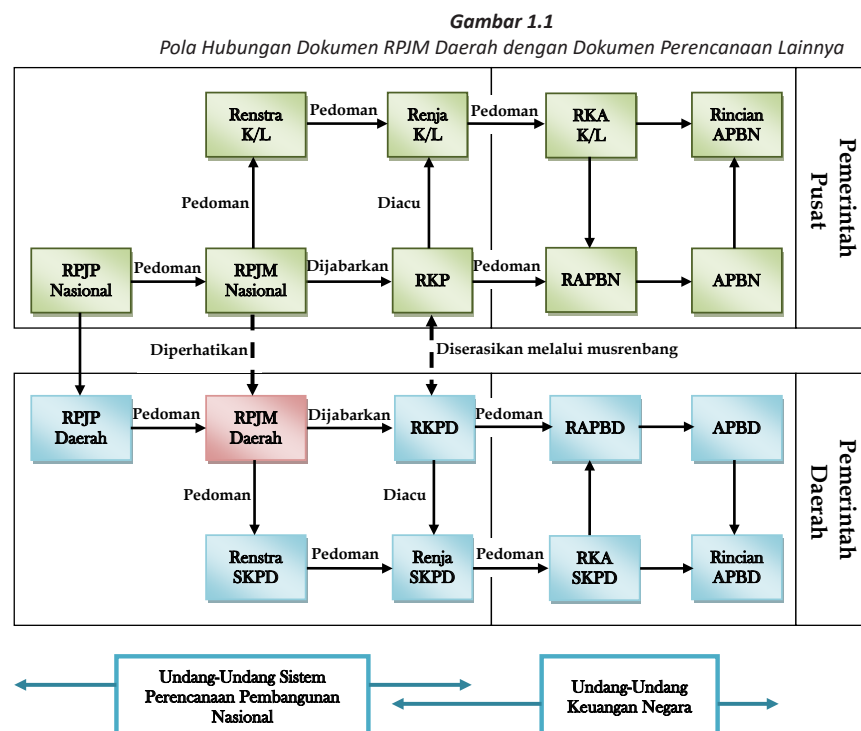 Gambar 1.1
Pola Hubungan Dokumen RPJM Daerah dengan Dokumen Perencanaan Lainnya
Renstra
K/L
Pedoman
Renja
K/L
Pedoman
RKA
K/L
Rincian
APBN
Pedoman
Diacu
RPJP
Nasional
Pedoman
RPJM
Nasional
Dijabarkan
RKP
Pedoman
RAPBN
APBN
Pemerintah
Pusat
Diperhatikan
Diserasikan melalui musrenbang
RPJP
Daerah
Pedoman
RPJM
Daerah
Dijabarkan
RKPD
Pedoman
RAPBD
APBD
Pedoman
Diacu
Renstra
SKPD
Pedoman
Renja
SKPD
Pedoman
RKA
SKPD
Rincian
APBD
Pemerintah
Daerah
Undang-Undang Sistem
Perencanaan Pembangunan
Nasional
Undang-Undang
Keuangan Negara